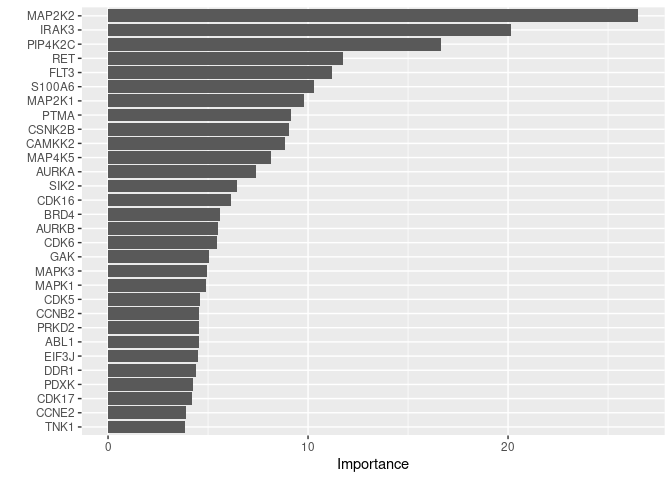 MAP2K2
IRAK3
PIP4K2C
RET
FLT3
S100A6
MAP2K1
PTMA
CSNK2B
CAMKK2
MAP4K5
AURKA
SIK2
CDK16
BRD4
AURKB
CDK6
GAK
MAPK3
MAPK1
CDK5
CCNB2
PRKD2
ABL1
EIF3J
DDR1
PDXK
CDK17
CCNE2
TNK1
0 10 20
Importance